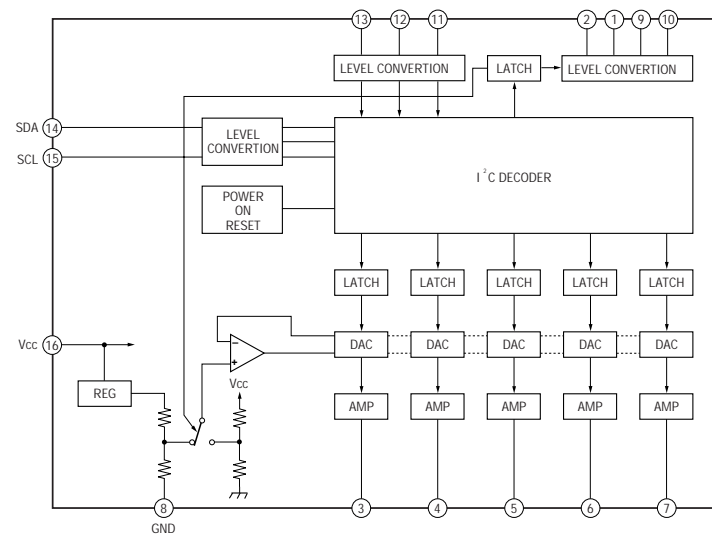 13 12 11 2 1 9 10
LEVEL CONVERTION LATCH LEVEL CONVERTION
SDA 14
LEVEL
CONVERTION
SCL 15
I²C DECODER
POWER
ON
RESET
LATCH LATCH LATCH LATCH LATCH
Vcc 16
− DAC DAC DAC DAC DAC
+
Vcc
REG AMP AMP AMP AMP AMP
8 3 4 5 6 7
GND